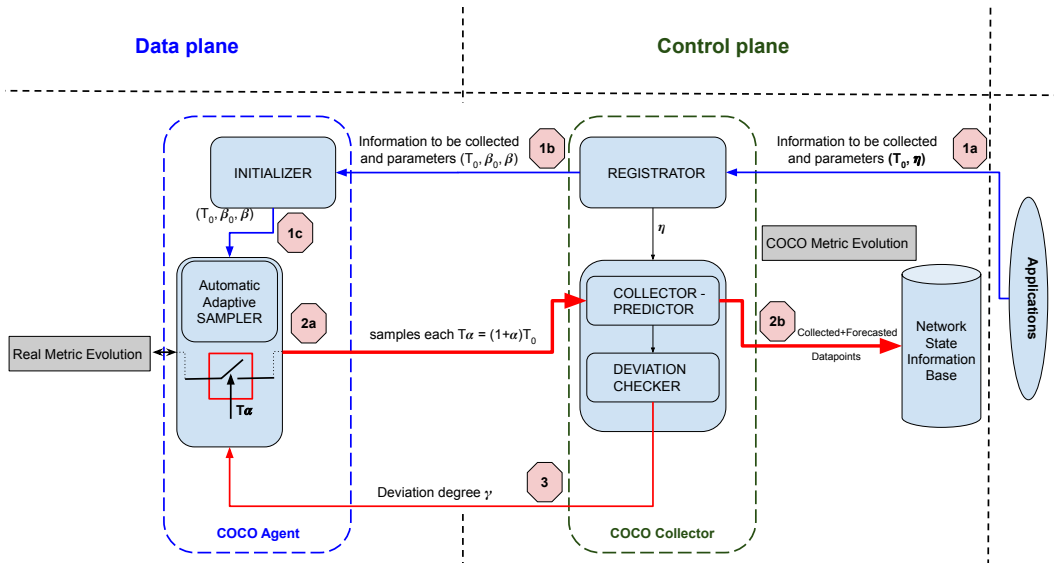 Data plane
Control plane
Information to be collected
and parameters (T₀, β₀, β)
1b
Information to be collected
and parameters (T₀, η)
1a
INITIALIZER
REGISTRATOR
(T₀, β₀, β)
1c
η
COCO Metric Evolution
Automatic
Adaptive
SAMPLER
2a
samples each Tα = (1+α)T₀
COLLECTOR -
PREDICTOR
2b
Collected+Forecasted
Datapoints
Network
State
Information
Base
Applications
Real Metric Evolution
Tα
DEVIATION
CHECKER
3
Deviation degree γ
COCO Agent
COCO Collector